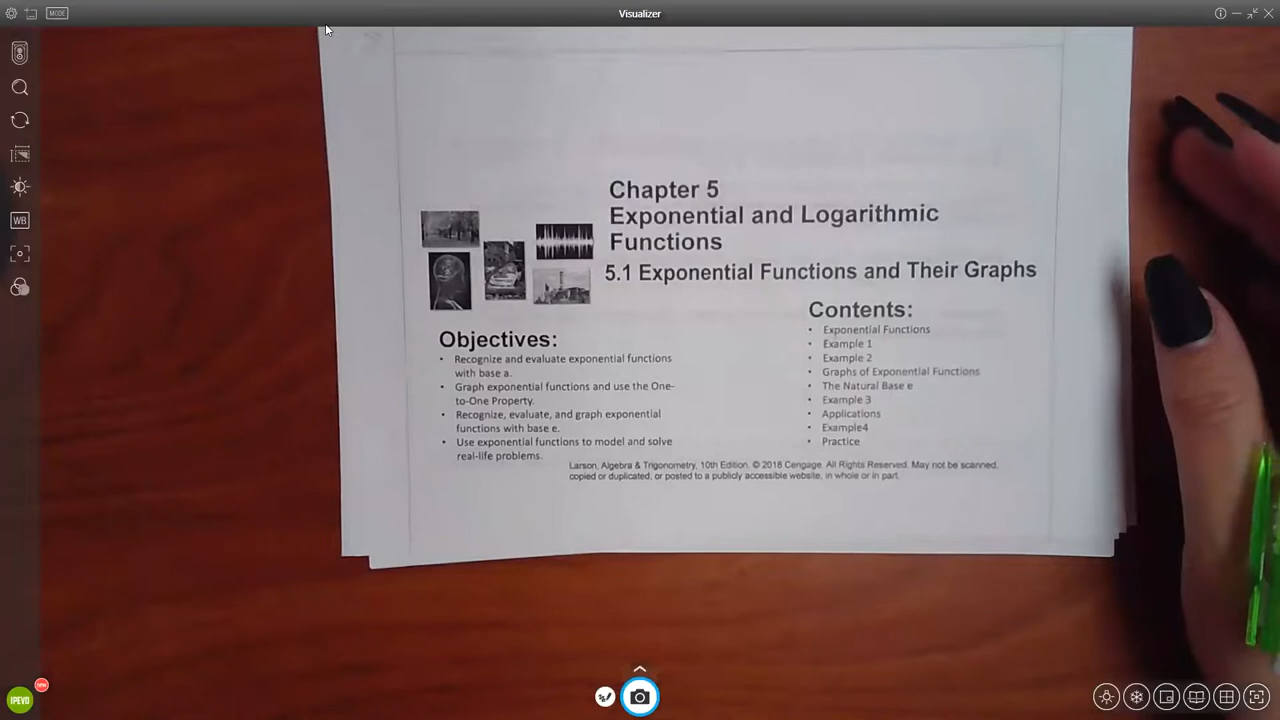 MODE
Visualizer
WB
Chapter 5
Exponential and Logarithmic
Functions
5.1 Exponential Functions and Their Graphs
Objectives:
• Recognize and evaluate exponential functions
with base a.
• Graph exponential functions and use the One-
to-One Property.
• Recognize, evaluate, and graph exponential
functions with base e.
• Use exponential functions to model and solve
real-life problems.
Contents:
• Exponential Functions
• Example 1
• Example 2
• Graphs of Exponential Functions
• The Natural Base e
• Example 3
• Applications
• Example4
• Practice
Larson, Algebra & Trigonometry, 10th Edition. © 2018 Cengage. All Rights Reserved. May not be scanned,
copied or duplicated, or posted to a publicly accessible website, in whole or in part.
IPEVO